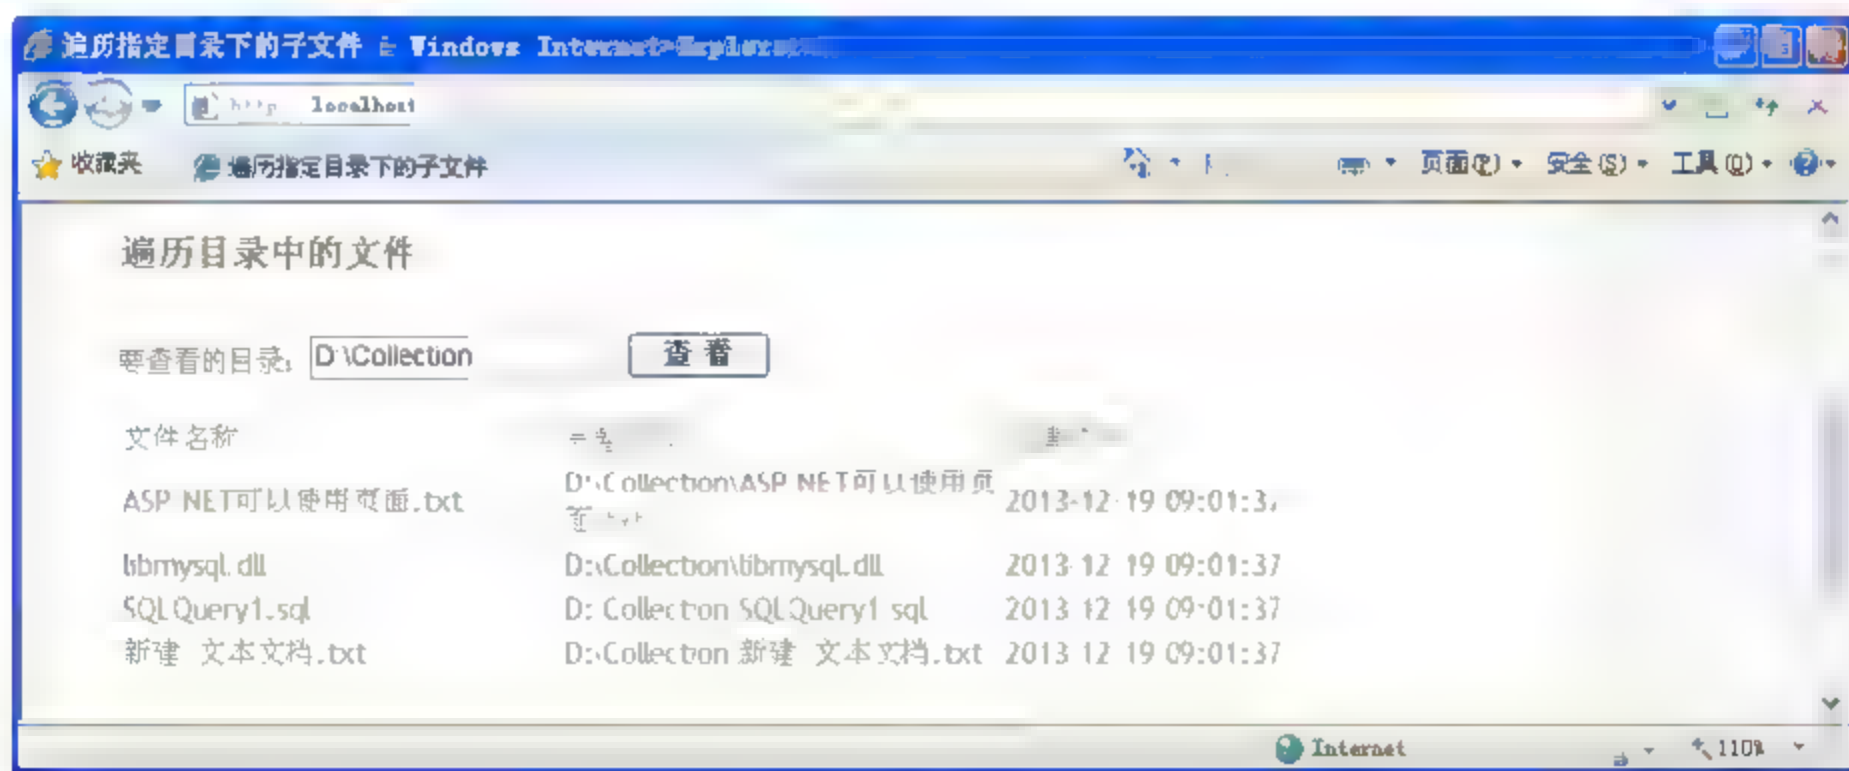 遍历指定目录下的子文件 - Windows Internet Explorer
http localhost
收藏夹 遍历指定目录下的子文件 页面(P) 安全(S) 工具(O)
遍历目录中的文件
要查看的目录: D:\Collection 查看
文件名称
ASP NET可以使用页面.txt D:\Collection\ASP NET可以使用页面.txt 2013-12-19 09:01:37
libmysql.dll D:\Collection\libmysql.dll 2013 12 19 09:01:37
SQLQuery1.sql D: Collection SQLQuery1 sql 2013 12 19 09:01:37
新建 文本文档.txt D:\Collection 新建 文本文档.txt 2013 12 19 09:01:37
Internet 110%